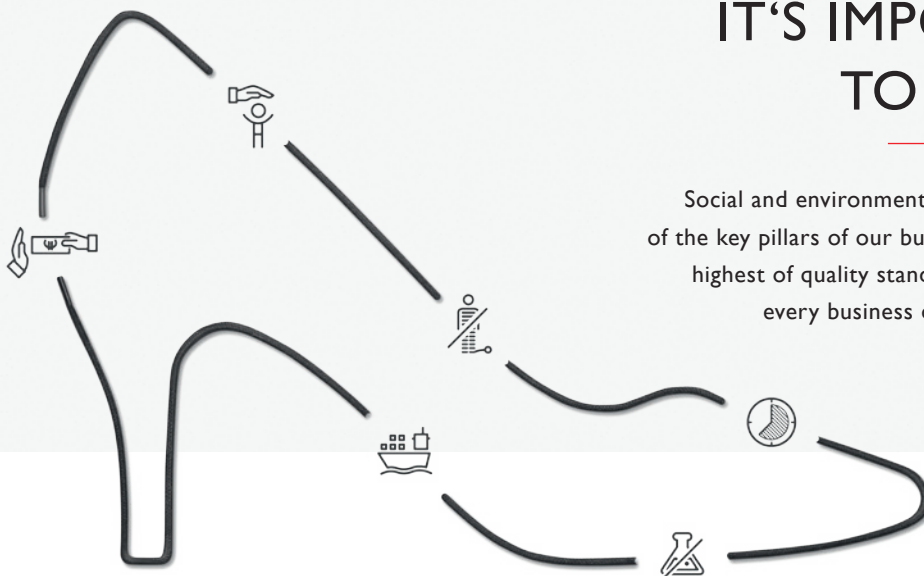 IT‘S IMPO
TO
Social and environment
of the key pillars of our bu
highest of quality stand
every business